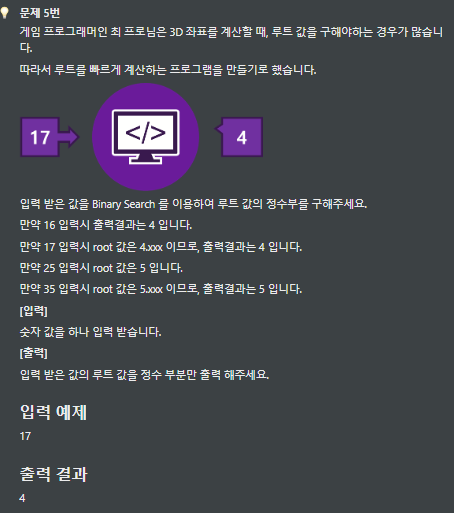 문제 5번
게임 프로그래머인 최 프로님은 3D 좌표를 계산할 때, 루트 값을 구해야하는 경우가 많습니
다.
따라서 루트를 빠르게 계산하는 프로그램을 만들기로 했습니다.
17
</>
4
입력 받은 값을 Binary Search 를 이용하여 루트 값의 정수부를 구해주세요.
만약 16 입력시 출력결과는 4 입니다.
만약 17 입력시 root 값은 4.xxx 이므로, 출력결과는 4 입니다.
만약 25 입력시 root 값은 5 입니다.
만약 35 입력시 root 값은 5.xxx 이므로, 출력결과는 5 입니다.
[입력]
숫자 값을 하나 입력 받습니다.
[출력]
입력 받은 값의 루트 값을 정수 부분만 출력 해주세요.
입력 예제
17
출력 결과
4